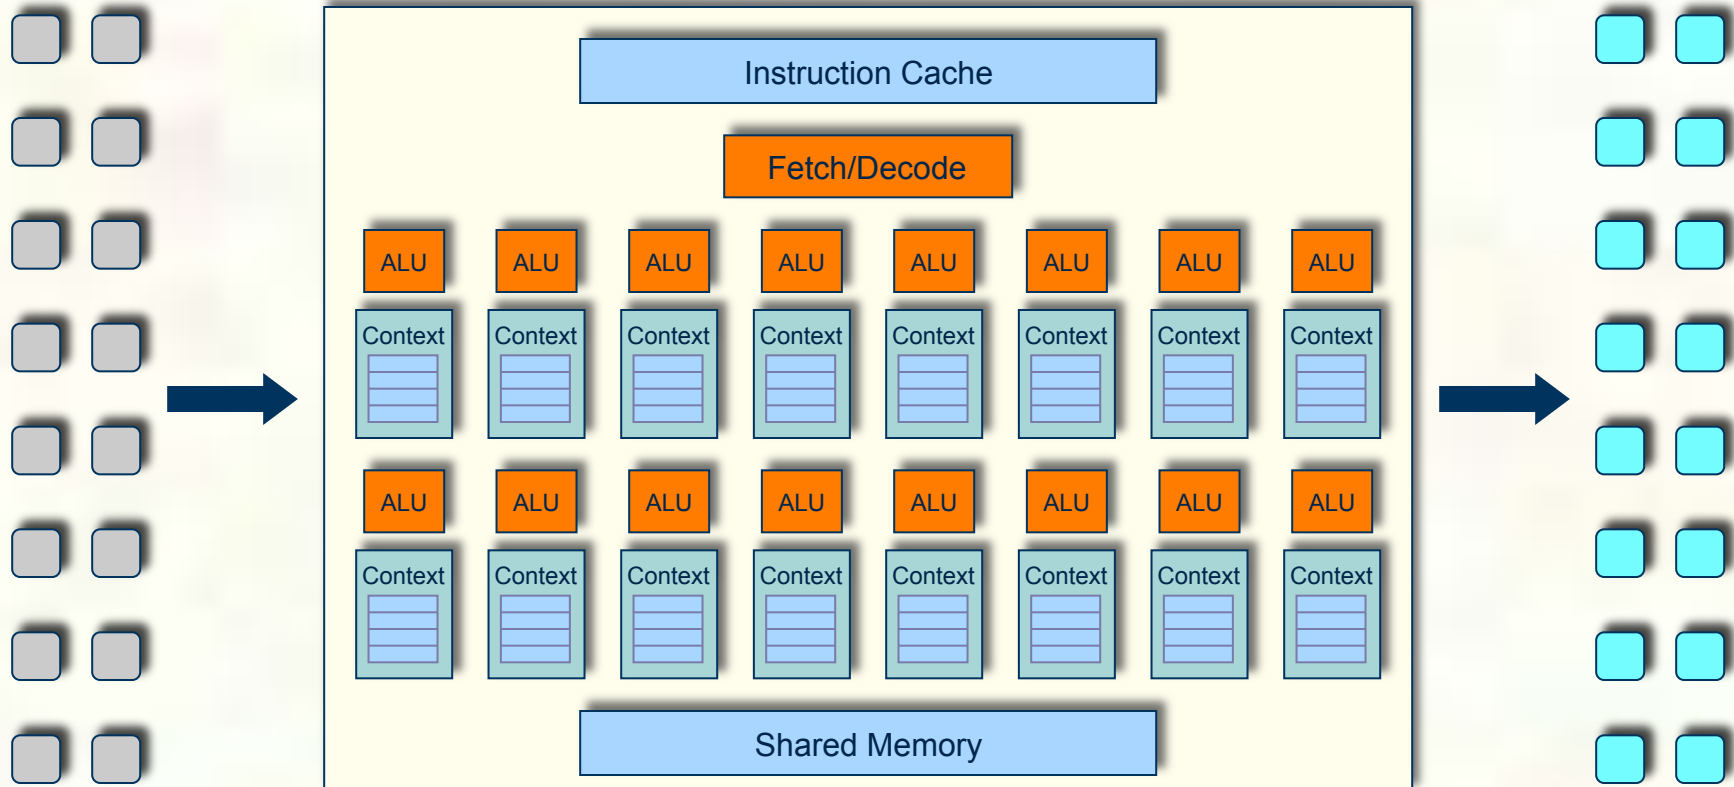 Instruction Cache
Fetch/Decode
ALU ALU ALU ALU ALU ALU ALU ALU
Context Context Context Context Context Context Context Context
ALU ALU ALU ALU ALU ALU ALU ALU
Context Context Context Context Context Context Context Context
Shared Memory